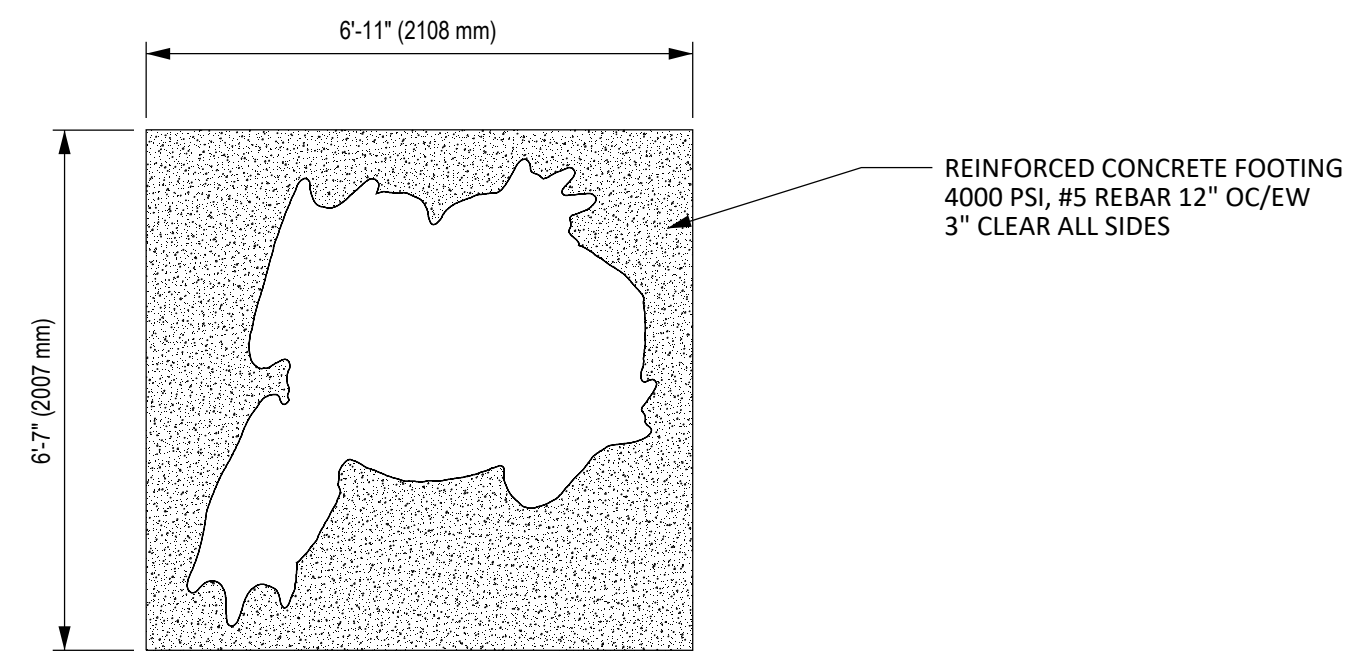 6'-11" (2108 mm)
REINFORCED CONCRETE FOOTING
4000 PSI, #5 REBAR 12" OC/EW
3" CLEAR ALL SIDES
6'-7" (2007 mm)